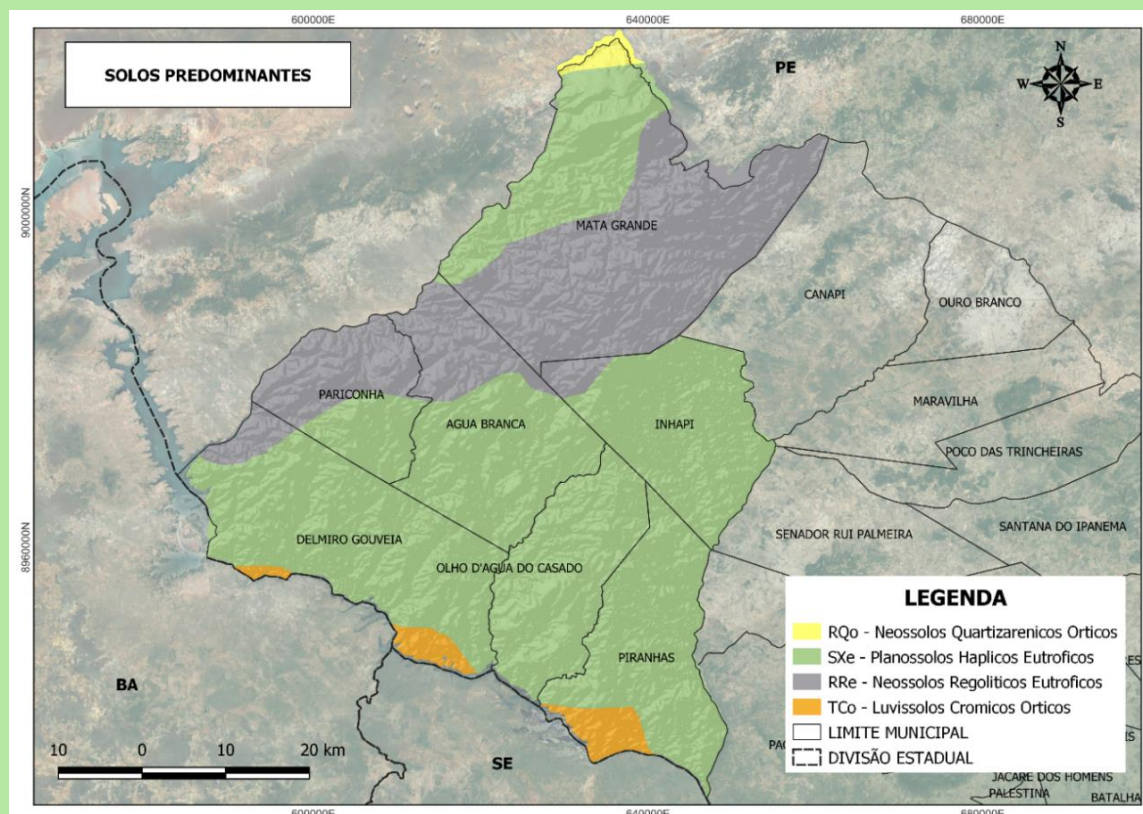 600000E
640000E
680000E
SOLOS PREDOMINANTES
PE
N
W
E
S
9000000N
9000000N
MATA GRANDE
CANAPI
OURO BRANCO
PARICONHA
MARAVILHA
AGUA BRANCA
INHAPI
POCO DAS TRINCHEIRAS
SENADOR RUI PALMEIRA
SANTANA DO IPANEMA
DELMIRO GOUVEIA
OLHO D'AGUA DO CASADO
8960000N
PIRANHAS
LEGENDA
RQo - Neossolos Quartizarenicos Orticos
SXe - Planossolos Haplicos Eutroficos
RRe - Neossolos Regoliticos Eutroficos
TCo - Luvissolos Cromicos Orticos
LIMITE MUNICIPAL
DIVISÃO ESTADUAL
BA
SE
10 0 10 20 km
JACARE DOS HOMENS
PALESTINA
BATALHA
600000E
640000E
680000E